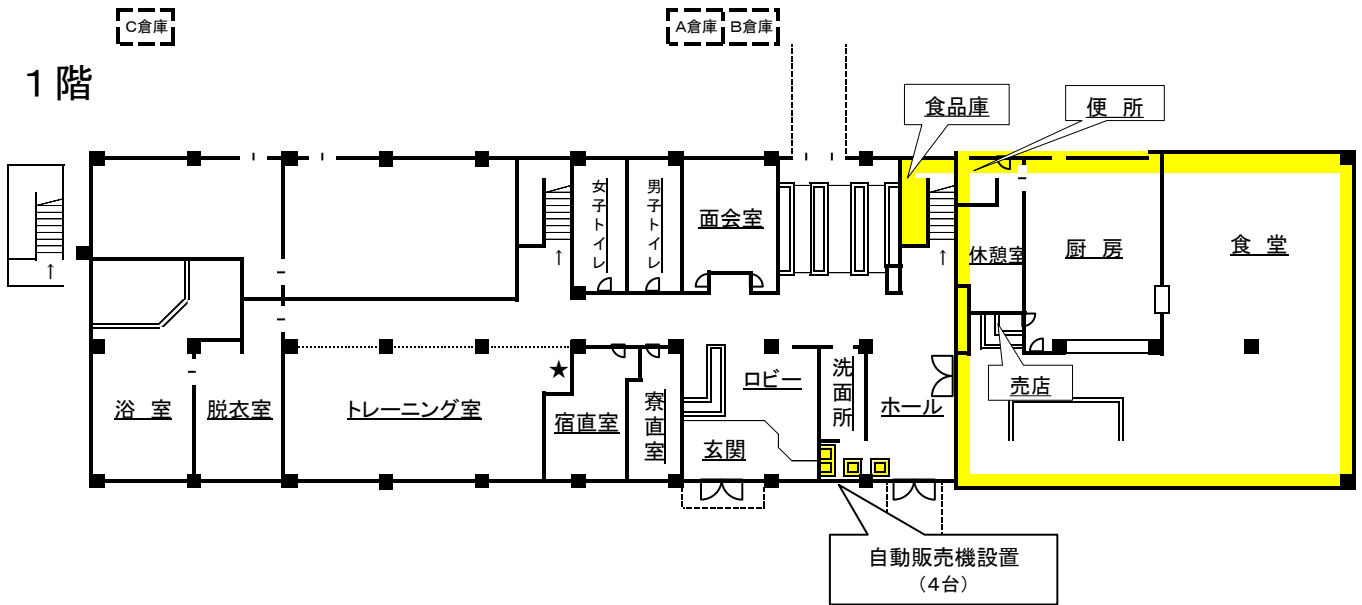 C倉庫
A倉庫
B倉庫
１階
食品庫
便 所
女子トイレ
男子トイレ
面会室
休憩室
厨 房
食 堂
↑
↑
↑
★
売店
浴 室
脱衣室
トレーニング室
宿直室
寮直室
ロビー
玄関
洗面所
ホール
自動販売機設置
（4台）